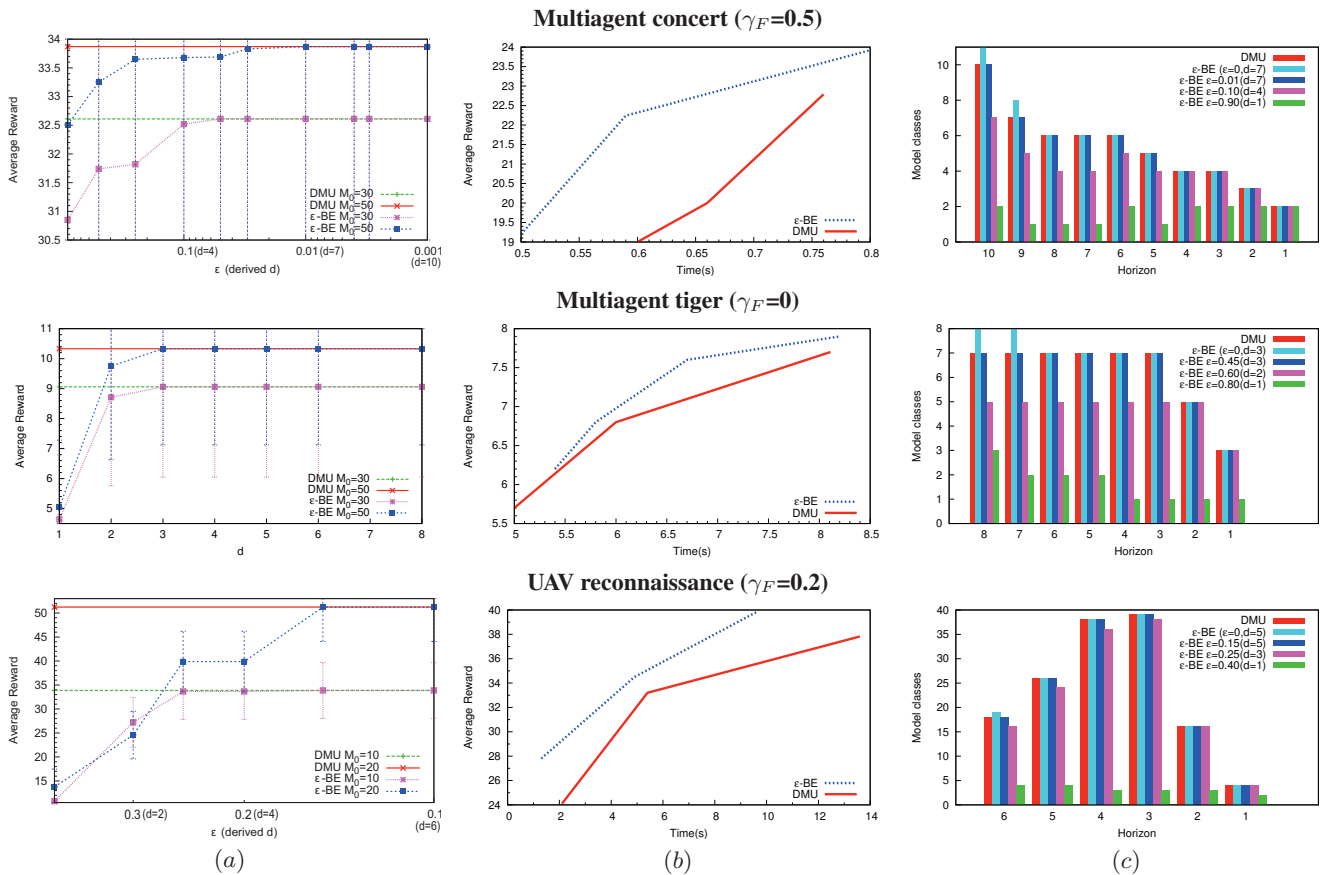 Multiagent concert (γF=0.5)
Average Reward
34
33.5
33
32.5
32
31.5
31
30.5
DMU M0=30
DMU M0=50
ε-BE M0=30
ε-BE M0=50
0.1(d=4) 0.01(d=7) 0.001
(d=10)
ε (derived d)
Average Reward
24
23.5
23
22.5
22
21.5
21
20.5
20
19.5
19
ε-BE
DMU
0.5 0.55 0.6 0.65 0.7 0.75 0.8
Time(s)
Model classes
10
8
6
4
2
0
DMU
ε-BE (ε=0,d=7)
ε-BE ε=0.01(d=7)
ε-BE ε=0.10(d=4)
ε-BE ε=0.90(d=1)
10 9 8 7 6 5 4 3 2 1
Horizon
Multiagent tiger (γF=0)
Average Reward
11
10
9
8
7
6
5
DMU M0=30
DMU M0=50
ε-BE M0=30
ε-BE M0=50
1 2 3 4 5 6 7 8
d
Average Reward
8
7.5
7
6.5
6
5.5
ε-BE
DMU
5 5.5 6 6.5 7 7.5 8 8.5
Time(s)
Model classes
8
7
6
5
4
3
2
1
0
DMU
ε-BE (ε=0,d=3)
ε-BE ε=0.45(d=3)
ε-BE ε=0.60(d=2)
ε-BE ε=0.80(d=1)
8 7 6 5 4 3 2 1
Horizon
UAV reconnaissance (γF=0.2)
Average Reward
50
45
40
35
30
25
20
15
DMU M0=10
DMU M0=20
ε-BE M0=10
ε-BE M0=20
0.3(d=2) 0.2(d=4) 0.1
(d=6)
ε (derived d)
Average Reward
40
38
36
34
32
30
28
26
24
ε-BE
DMU
0 2 4 6 8 10 12 14
Time(s)
Model classes
40
35
30
25
20
15
10
5
0
DMU
ε-BE (ε=0,d=5)
ε-BE ε=0.15(d=5)
ε-BE ε=0.25(d=3)
ε-BE ε=0.40(d=1)
6 5 4 3 2 1
Horizon
(a) (b) (c)